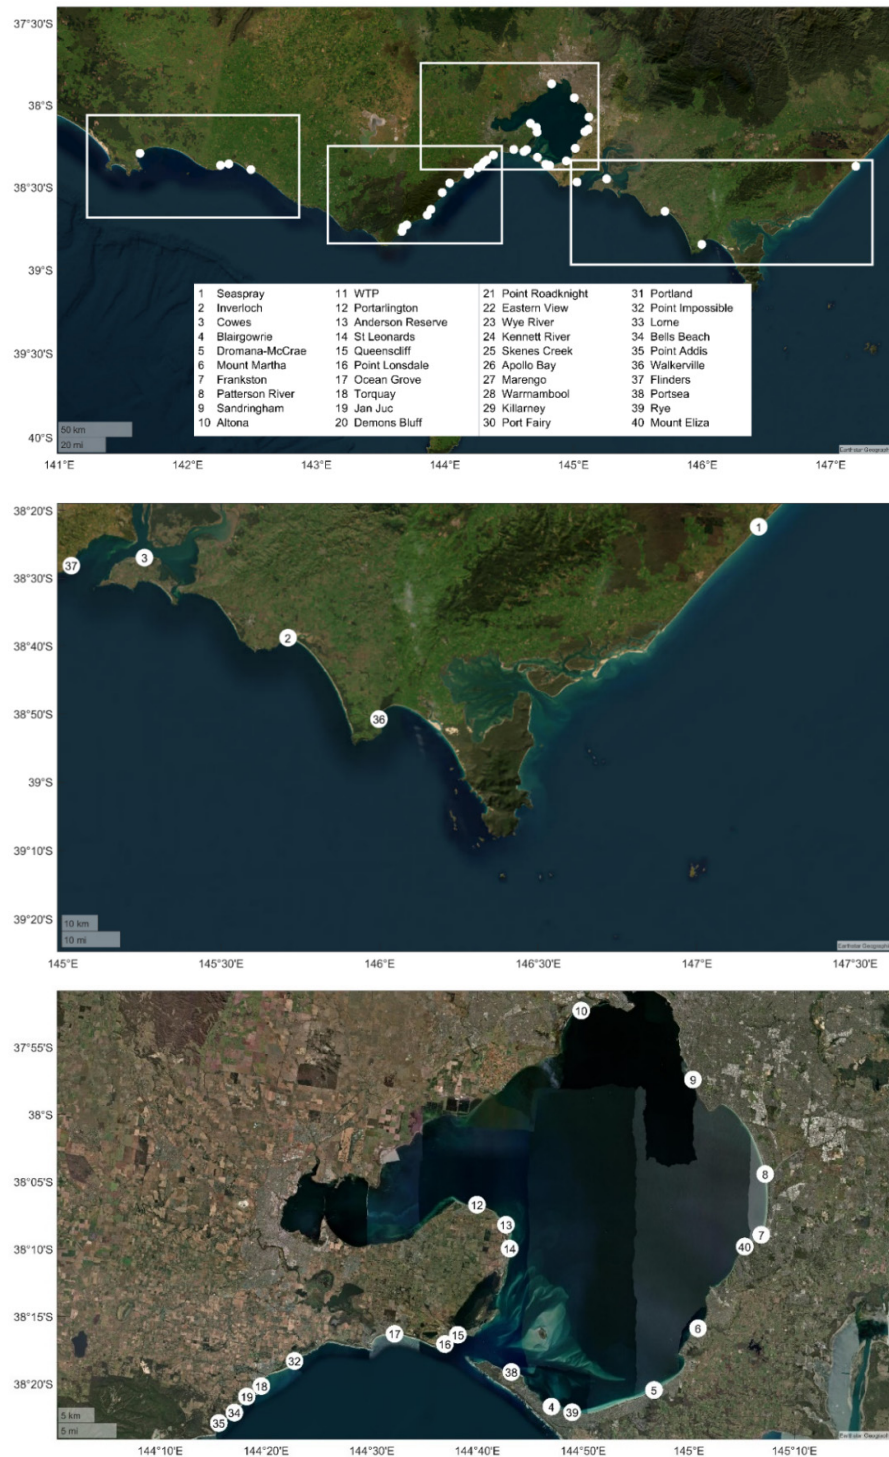 37°30'S
38°S
38°30'S
39°S
39°30'S
40°S
1 Seaspray
2 Inverloch
3 Cowes
4 Blairgowrie
5 Dromana-McCrae
6 Mount Martha
7 Frankston
8 Patterson River
9 Sandringham
10 Altona
11 WTP
12 Portarlington
13 Anderson Reserve
14 St Leonards
15 Queenscliff
16 Point Lonsdale
17 Ocean Grove
18 Torquay
19 Jan Juc
20 Demons Bluff
21 Point Roadknight
22 Eastern View
23 Wye River
24 Kennett River
25 Skenes Creek
26 Apollo Bay
27 Marengo
28 Warrnambool
29 Killarney
30 Port Fairy
31 Portland
32 Point Impossible
33 Lorne
34 Bells Beach
35 Point Addis
36 Walkerville
37 Flinders
38 Portsea
39 Rye
40 Mount Eliza
50 km
20 mi
Earthstar Geographi
141°E 142°E 143°E 144°E 145°E 146°E 147°E
38°20'S
38°30'S
38°40'S
38°50'S
39°S
39°10'S
39°20'S
1
3
37
2
36
10 km
10 mi
Earthstar Geographi
145°E 145°30'E 146°E 146°30'E 147°E 147°30'E
37°55'S
38°S
38°05'S
38°10'S
38°15'S
38°20'S
10
9
8
12
13
7
14
40
6
17
15
16
32
38
18
5
19
4
39
22
35
5 km
5 mi
Earthstar Geographi
144°10'E 144°20'E 144°30'E 144°40'E 144°50'E 145°E 145°10'E